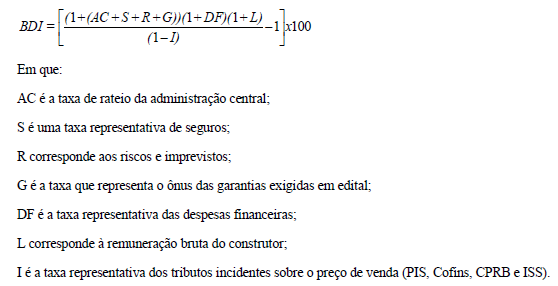 BDI = [ (1+(AC+S+R+G))(1+DF)(1+L) / (1−I) −1 ] x100
Em que:
AC é a taxa de rateio da administração central;
S é uma taxa representativa de seguros;
R corresponde aos riscos e imprevistos;
G é a taxa que representa o ônus das garantias exigidas em edital;
DF é a taxa representativa das despesas financeiras;
L corresponde à remuneração bruta do construtor;
I é a taxa representativa dos tributos incidentes sobre o preço de venda (PIS, Cofins, CPRB e ISS).